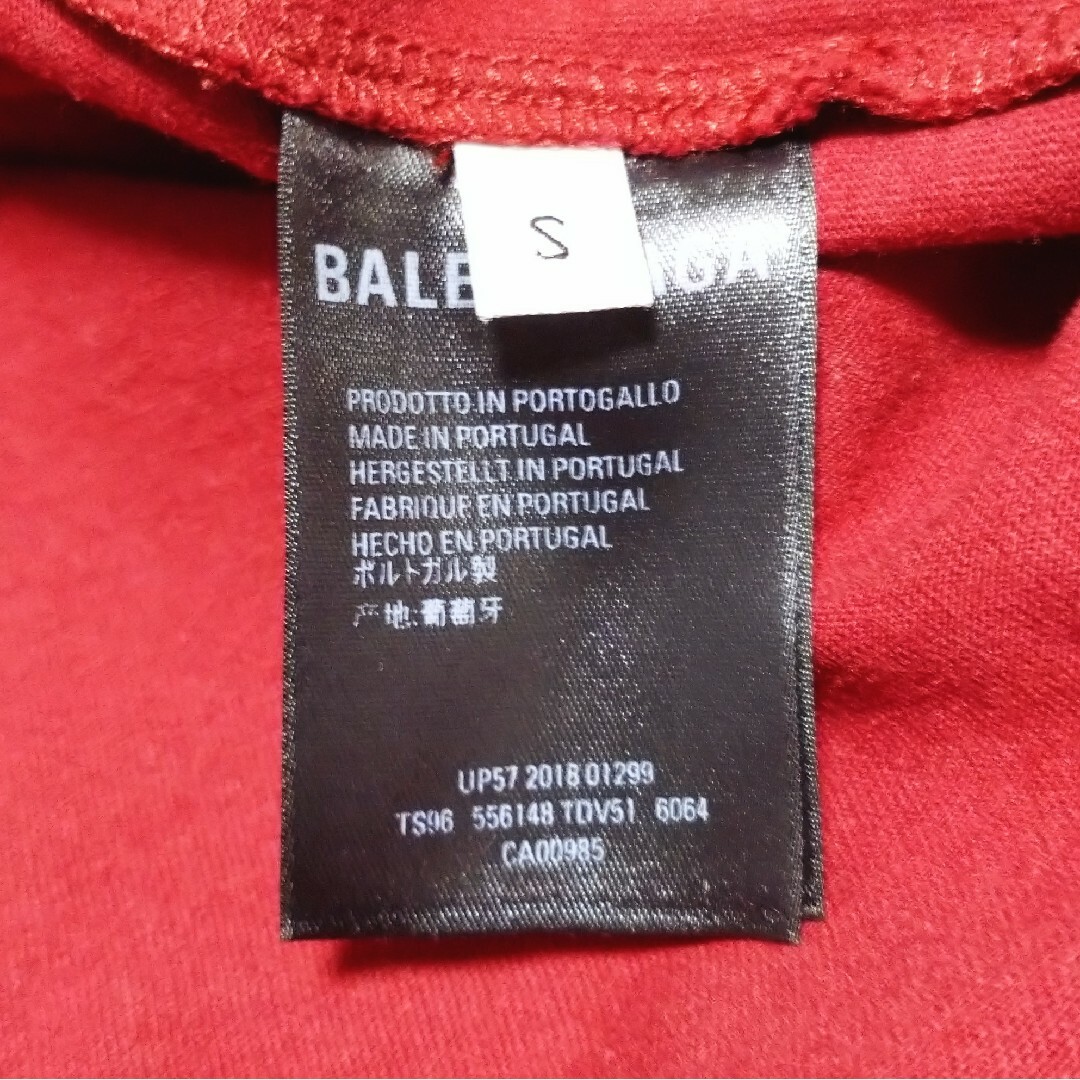 S
BALE IGA
PRODOTTO IN PORTOGALLO
MADE IN PORTUGAL
HERGESTELLT IN PORTUGAL
FABRIQUE EN PORTUGAL
HECHO EN PORTUGAL
ポルトガル製
产地:葡萄牙
UP57 2018 01299
TS96 556148 TDV51 6064
CA00985